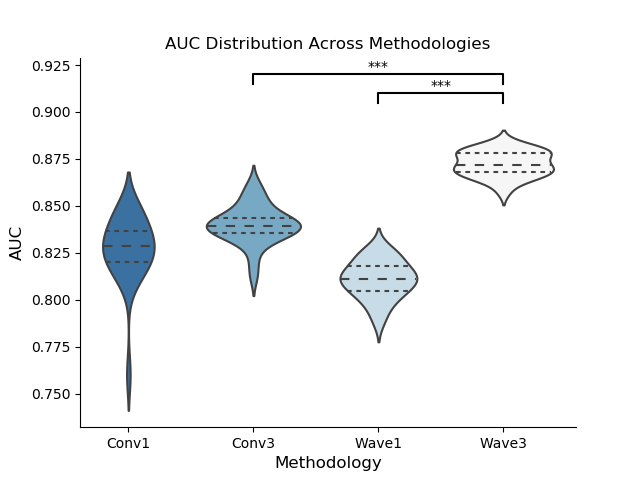 AUC Distribution Across Methodologies
***
***
0.925
0.900
0.875
0.850
0.825
0.800
0.775
0.750
AUC
Conv1 Conv3 Wave1 Wave3
Methodology